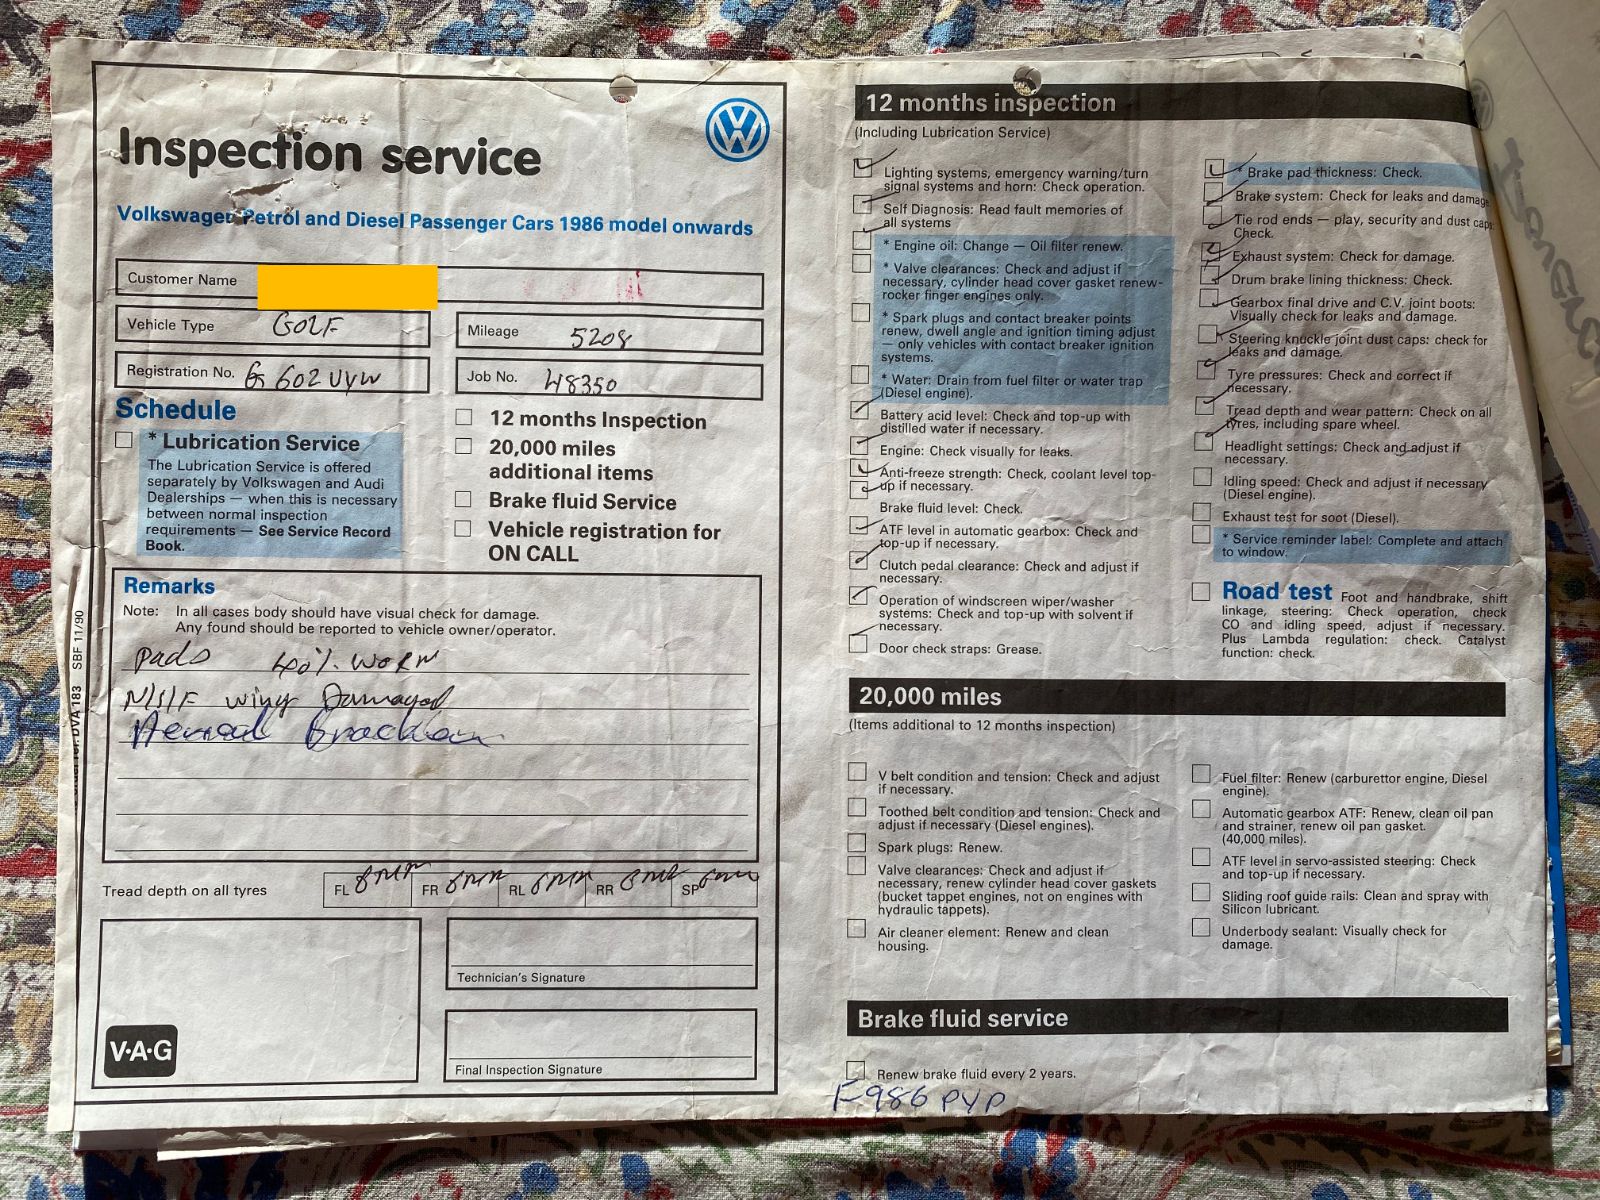 Inspection service
Volkswagen Petrol and Diesel Passenger Cars 1986 model onwards
Customer Name
Vehicle Type GOLF
Mileage 5208
Registration No. G 602 UYW
Job No. 48350
Schedule
* Lubrication Service
The Lubrication Service is offered
separately by Volkswagen and Audi
Dealerships — when this is necessary
between normal inspection
requirements — See Service Record
Book.
12 months Inspection
20,000 miles
additional items
Brake fluid Service
Vehicle registration for
ON CALL
Remarks
Note: In all cases body should have visual check for damage.
Any found should be reported to vehicle owner/operator.
Pads 40% WORN
N/S/F wing Damaged
Tread depth on all tyres
FL 8mm FR 8mm RL 8mm RR 8mm SP
Technician's Signature
Final Inspection Signature
V·A·G
DVA 183 SBF 11/90
12 months inspection
(Including Lubrication Service)
Lighting systems, emergency warning/turn
signal systems and horn: Check operation.
Self Diagnosis: Read fault memories of
all systems
* Engine oil: Change — Oil filter renew.
* Valve clearances: Check and adjust if
necessary, cylinder head cover gasket renew-
rocker finger engines only.
* Spark plugs and contact breaker points
renew, dwell angle and ignition timing adjust
— only vehicles with contact breaker ignition
systems.
* Water: Drain from fuel filter or water trap
(Diesel engine).
Battery acid level: Check and top-up with
distilled water if necessary.
Engine: Check visually for leaks.
Anti-freeze strength: Check, coolant level top-
up if necessary.
Brake fluid level: Check.
ATF level in automatic gearbox: Check and
top-up if necessary.
Clutch pedal clearance: Check and adjust if
necessary.
Operation of windscreen wiper/washer
systems: Check and top-up with solvent if
necessary.
Door check straps: Grease.
* Brake pad thickness: Check.
Brake system: Check for leaks and damage.
Tie rod ends — play, security and dust caps:
Check.
Exhaust system: Check for damage.
Drum brake lining thickness: Check.
Gearbox final drive and C.V. joint boots:
Visually check for leaks and damage.
Steering knuckle joint dust caps: check for
leaks and damage.
Tyre pressures: Check and correct if
necessary.
Tread depth and wear pattern: Check on all
tyres, including spare wheel.
Headlight settings: Check and adjust if
necessary.
Idling speed: Check and adjust if necessary
(Diesel engine).
Exhaust test for soot (Diesel).
* Service reminder label: Complete and attach
to window.
Road test Foot and handbrake, shift
linkage, steering: Check operation, check
CO and idling speed, adjust if necessary.
Plus Lambda regulation: check. Catalyst
function: check.
20,000 miles
(Items additional to 12 months inspection)
V belt condition and tension: Check and adjust
if necessary.
Toothed belt condition and tension: Check and
adjust if necessary (Diesel engines).
Spark plugs: Renew.
Valve clearances: Check and adjust if
necessary, renew cylinder head cover gaskets
(bucket tappet engines, not on engines with
hydraulic tappets).
Air cleaner element: Renew and clean
housing.
Fuel filter: Renew (carburettor engine, Diesel
engine).
Automatic gearbox ATF: Renew, clean oil pan
and strainer, renew oil pan gasket.
(40,000 miles).
ATF level in servo-assisted steering: Check
and top-up if necessary.
Sliding roof guide rails: Clean and spray with
Silicon lubricant.
Underbody sealant: Visually check for
damage.
Brake fluid service
Renew brake fluid every 2 years.
F986 PYP